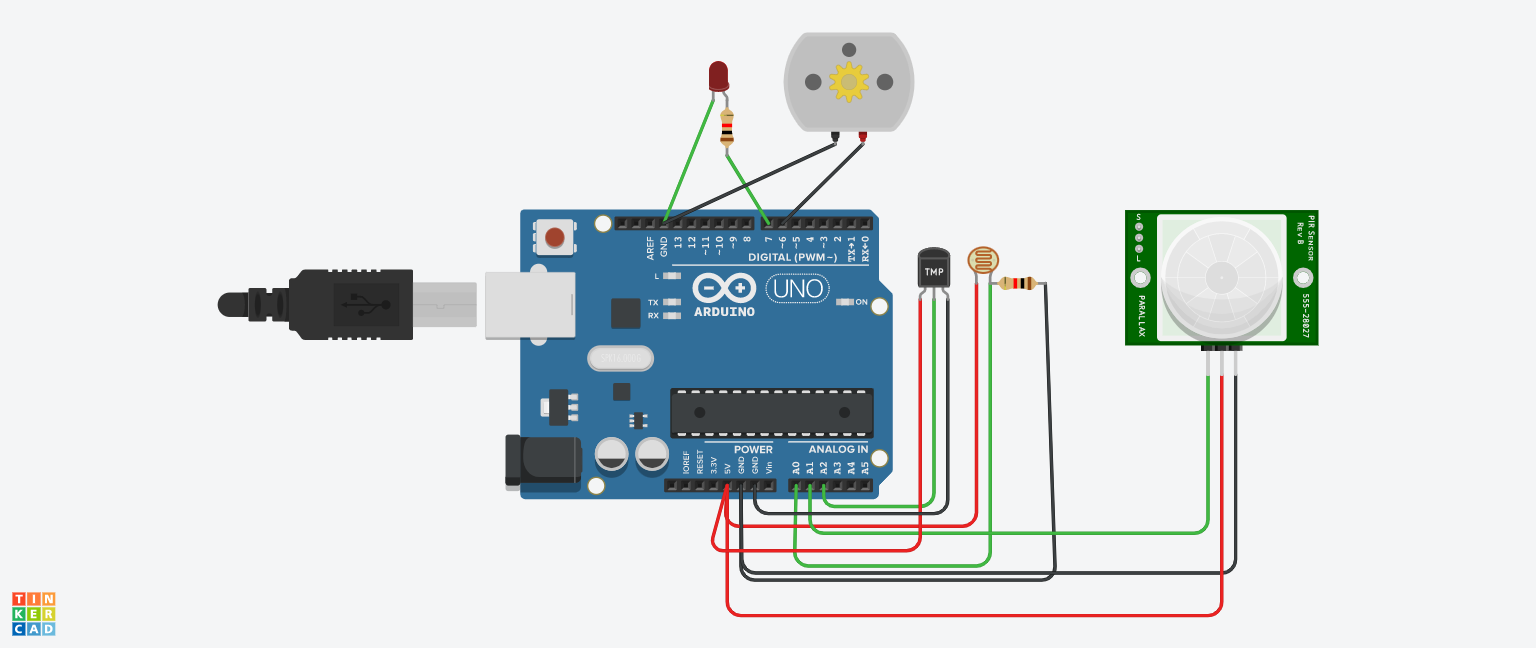 TMP
S
L
PIR SENSOR
REV B
PARALLAX
555-28027
AREF
GND
13
12
~11
~10
~9
8
7
~6
~5
4
~3
2
TX→1
RX←0
DIGITAL (PWM~)
L
TX
RX
ARDUINO
UNO
ON
POWER
ANALOG IN
IOREF
RESET
3.3V
5V
GND
GND
Vin
A0
A1
A2
A3
A4
A5
TIN
KER
CAD